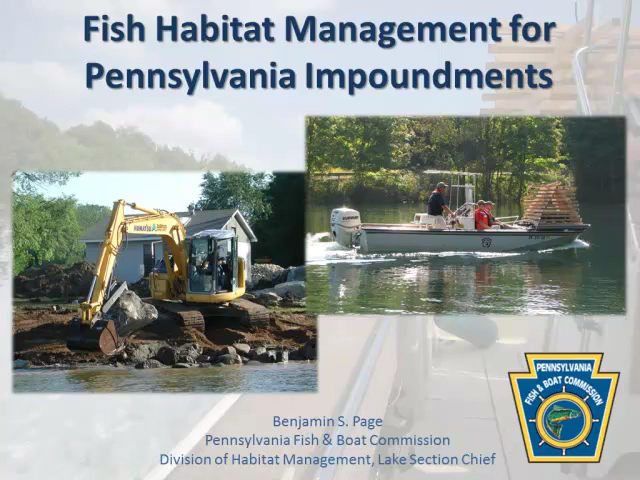 Fish Habitat Management for
Pennsylvania Impoundments
KOMATSU
PENNSYLVANIA
FISH & BOAT COMMISSION
Benjamin S. Page
Pennsylvania Fish & Boat Commission
Division of Habitat Management, Lake Section Chief